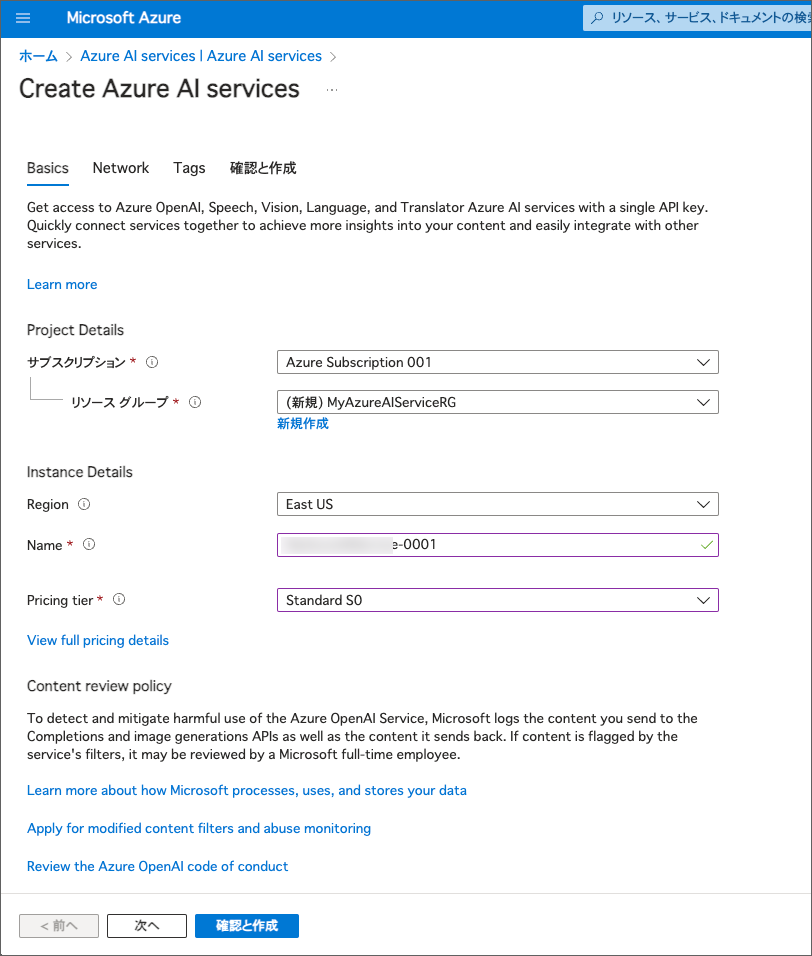 Microsoft Azure
リソース、サービス、ドキュメントの検
ホーム > Azure AI services | Azure AI services >
Create Azure AI services ...
Basics Network Tags 確認と作成
Get access to Azure OpenAI, Speech, Vision, Language, and Translator Azure AI services with a single API key.
Quickly connect services together to achieve more insights into your content and easily integrate with other
services.
Learn more
Project Details
サブスクリプション *
Azure Subscription 001
リソース グループ *
(新規) MyAzureAIServiceRG
新規作成
Instance Details
Region
East US
Name *
e-0001
Pricing tier *
Standard S0
View full pricing details
Content review policy
To detect and mitigate harmful use of the Azure OpenAI Service, Microsoft logs the content you send to the
Completions and image generations APIs as well as the content it sends back. If content is flagged by the
service's filters, it may be reviewed by a Microsoft full-time employee.
Learn more about how Microsoft processes, uses, and stores your data
Apply for modified content filters and abuse monitoring
Review the Azure OpenAI code of conduct
< 前へ 次へ 確認と作成